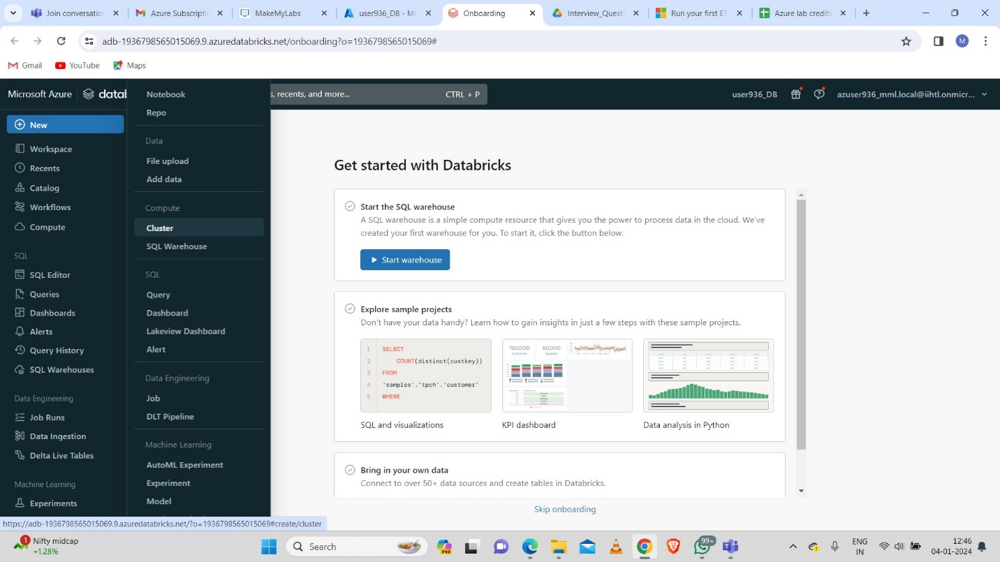 Join conversation
Azure Subscripti
MakeMyLabs
user936_DB - Mi
Onboarding
Interview_Quest
Run your first ET
Azure lab credits
adb-1936798565015069.9.azuredatabricks.net/onboarding?o=1936798565015069#
M
Gmail
YouTube
Maps
Microsoft Azure
datab
s, recents, and more...
CTRL + P
user936_DB
azuser936_mml.local@iihtl.onmicr...
New
Workspace
Recents
Catalog
Workflows
Compute
SQL
SQL Editor
Queries
Dashboards
Alerts
Query History
SQL Warehouses
Data Engineering
Job Runs
Data Ingestion
Delta Live Tables
Machine Learning
Experiments
Notebook
Repo
Data
File upload
Add data
Compute
Cluster
SQL Warehouse
SQL
Query
Dashboard
Lakeview Dashboard
Alert
Data Engineering
Job
DLT Pipeline
Machine Learning
AutoML Experiment
Experiment
Model
Get started with Databricks
Start the SQL warehouse
A SQL warehouse is a simple compute resource that gives you the power to process data in the cloud. We've
created your first warehouse for you. To start it, click the button below.
Start warehouse
Explore sample projects
Don't have your data handy? Learn how to gain insights in just a few steps with these sample projects.
1 SELECT
2 COUNT(distinct(custkey))
3 FROM
4 'samples'.'tpch'.'customer'
5 WHERE
760,000
Customers
60,000
Suppliers
SQL and visualizations
KPI dashboard
Data analysis in Python
Bring in your own data
Connect to over 50+ data sources and create tables in Databricks.
Skip onboarding
https://adb-1936798565015069.9.azuredatabricks.net/?o=1936798565015069#create/cluster
1
Nifty midcap
+1.28%
Search
PRE
99+
ENG
IN
12:46
04-01-2024